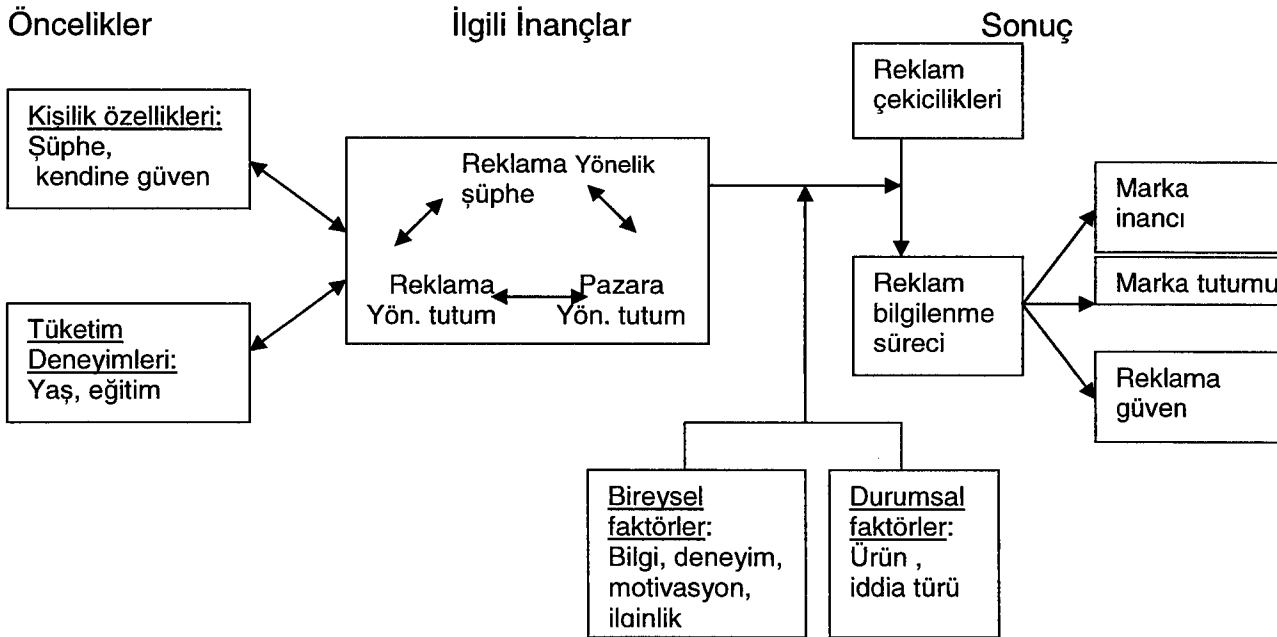 Öncelikler
İlgili İnançlar
Sonuç
Kişilik özellikleri:
Şüphe,
kendine güven
Tüketim
Deneyimleri:
Yaş, eğitim
Reklama Yönelik
şüphe
Reklama
Yön. tutum
Pazara
Yön. tutum
Reklam
çekicilikleri
Reklam
bilgilenme
süreci
Marka
inancı
Marka tutumu
Reklama
güven
Bireysel
faktörler:
Bilgi, deneyim,
motivasyon,
ilginlik
Durumsal
faktörler:
Ürün ,
iddia türü